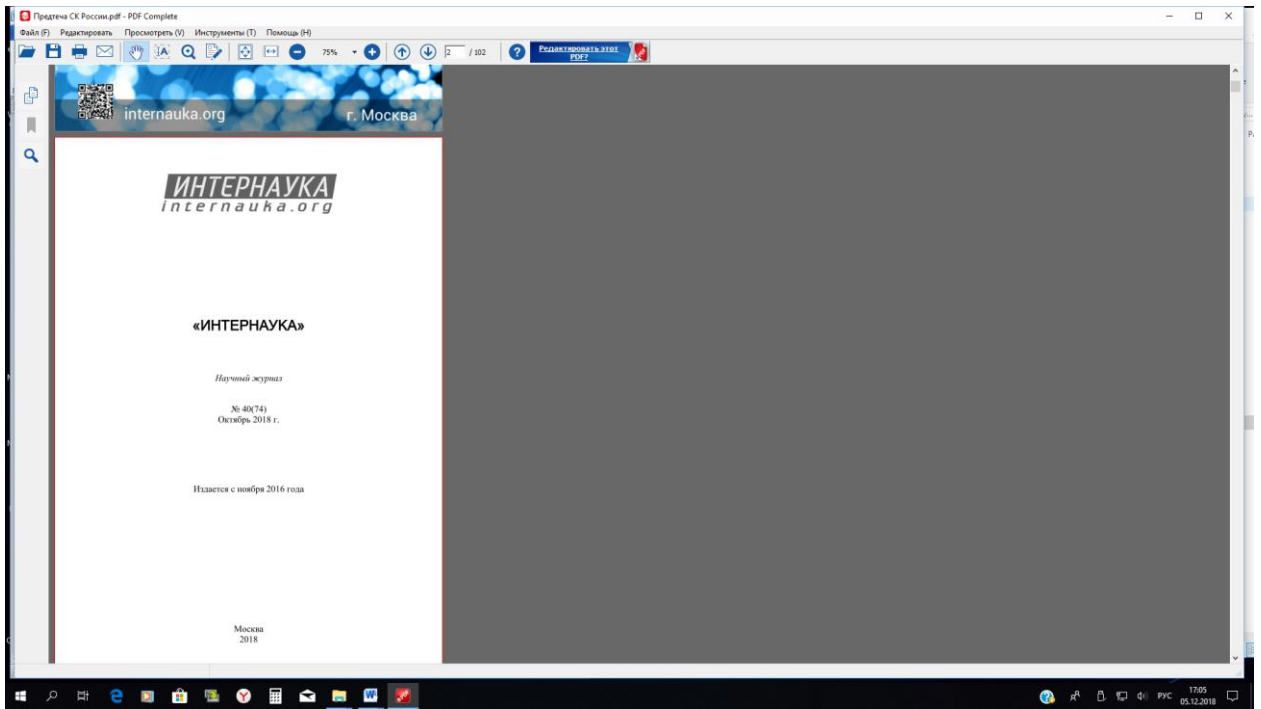 Предтеча СК России.pdf - PDF Complete
Файл (F) Редактировать Просмотреть (V) Инструменты (T) Помощь (H)
75% 2 / 102 Редактировать этот PDF?
internauka.org г. Москва
ИНТЕРНАУКА
internauka.org
«ИНТЕРНАУКА»
Научный журнал
№ 40(74)
Октябрь 2018 г.
Издается с ноября 2016 года
Москва
2018
РУС 17:05
05.12.2018